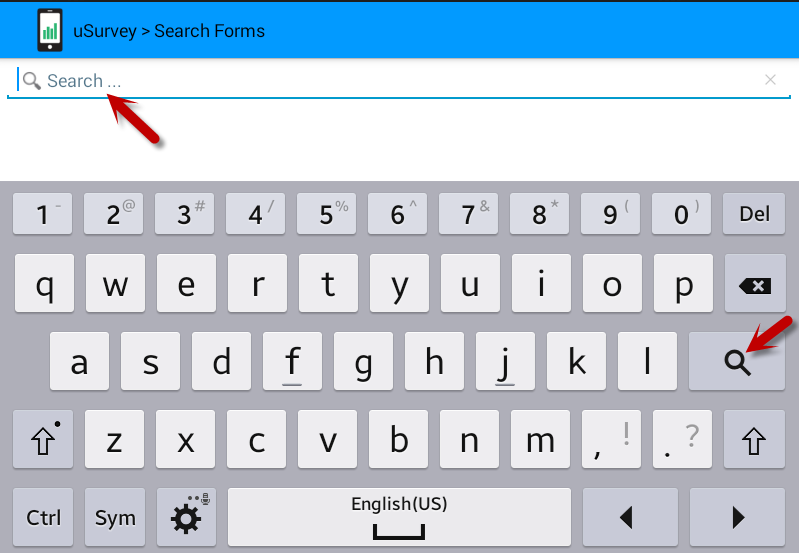 uSurvey > Search Forms
Search ...
1 - 2 @ 3 # 4 / 5 % 6 ^ 7 & 8 * 9 ( 0 ) Del
q w e r t y u i o p
a s d f g h j k l
z x c v b n m , ! . ?
Ctrl Sym English(US)